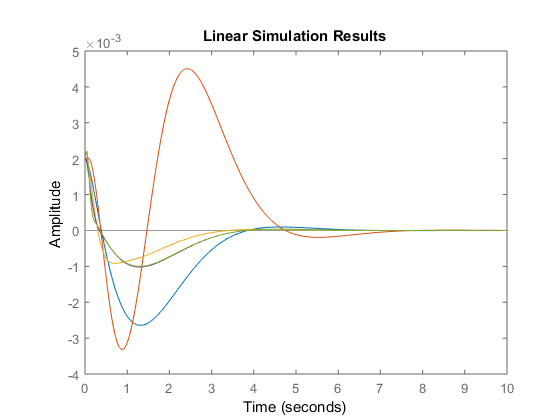 Linear Simulation Results
×10⁻³
5
4
3
2
1
0
-1
-2
-3
-4
Amplitude
0 1 2 3 4 5 6 7 8 9 10
Time (seconds)